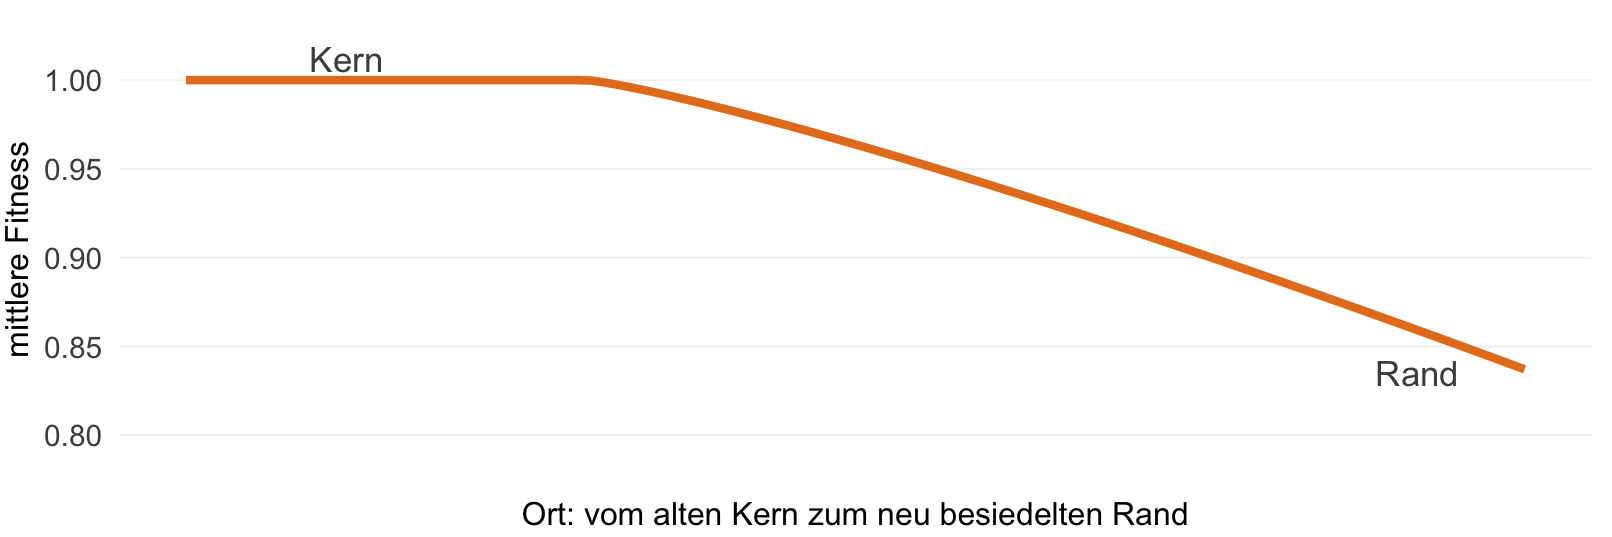 Kern
1.00
0.95
0.90
0.85
0.80
mittlere Fitness
Rand
Ort: vom alten Kern zum neu besiedelten Rand